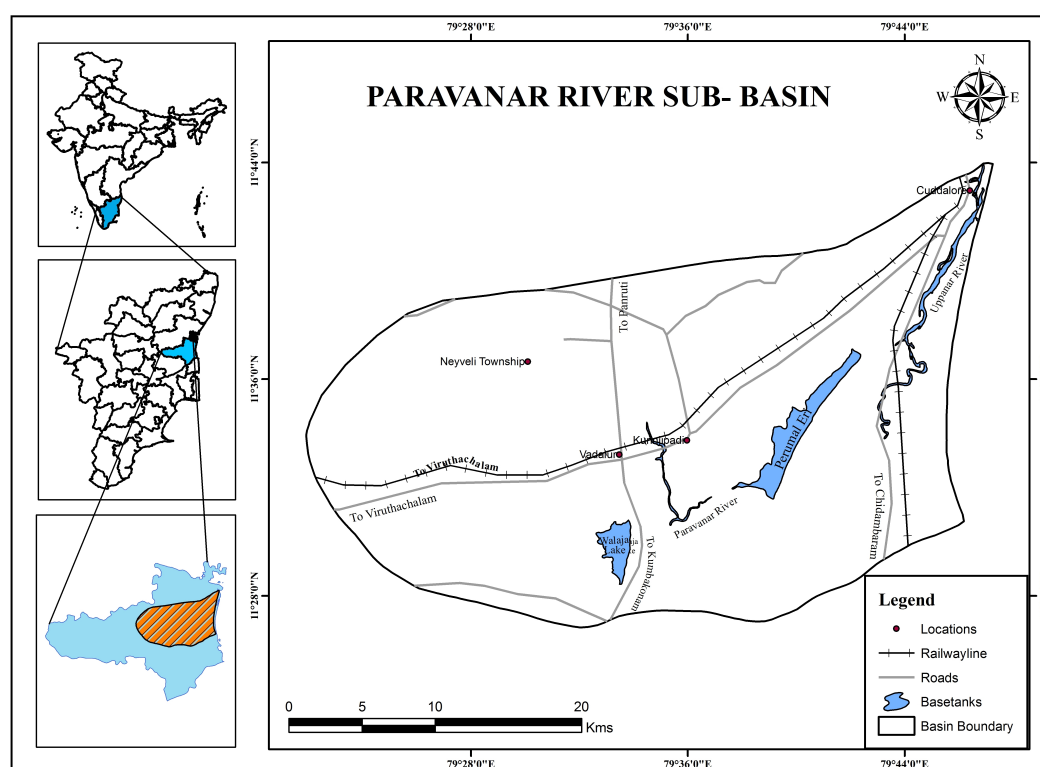 79°28'0"E
79°36'0"E
79°44'0"E
PARAVANAR RIVER SUB- BASIN
N
W
E
S
11°44'0"N
Cuddalore
Uppanar River
To Panruti
Neyveli Township
11°36'0"N
Kurinjipadi
Perumal Eri
Vadalur
To Viruthachalam
To Viruthachalam
Paravanar River
To Chidambaram
Walaja
Lake
To Kumbakonam
11°28'0"N
Legend
Locations
Railwayline
Roads
Basetanks
Basin Boundary
0
5
10
20
Kms
79°28'0"E
79°36'0"E
79°44'0"E